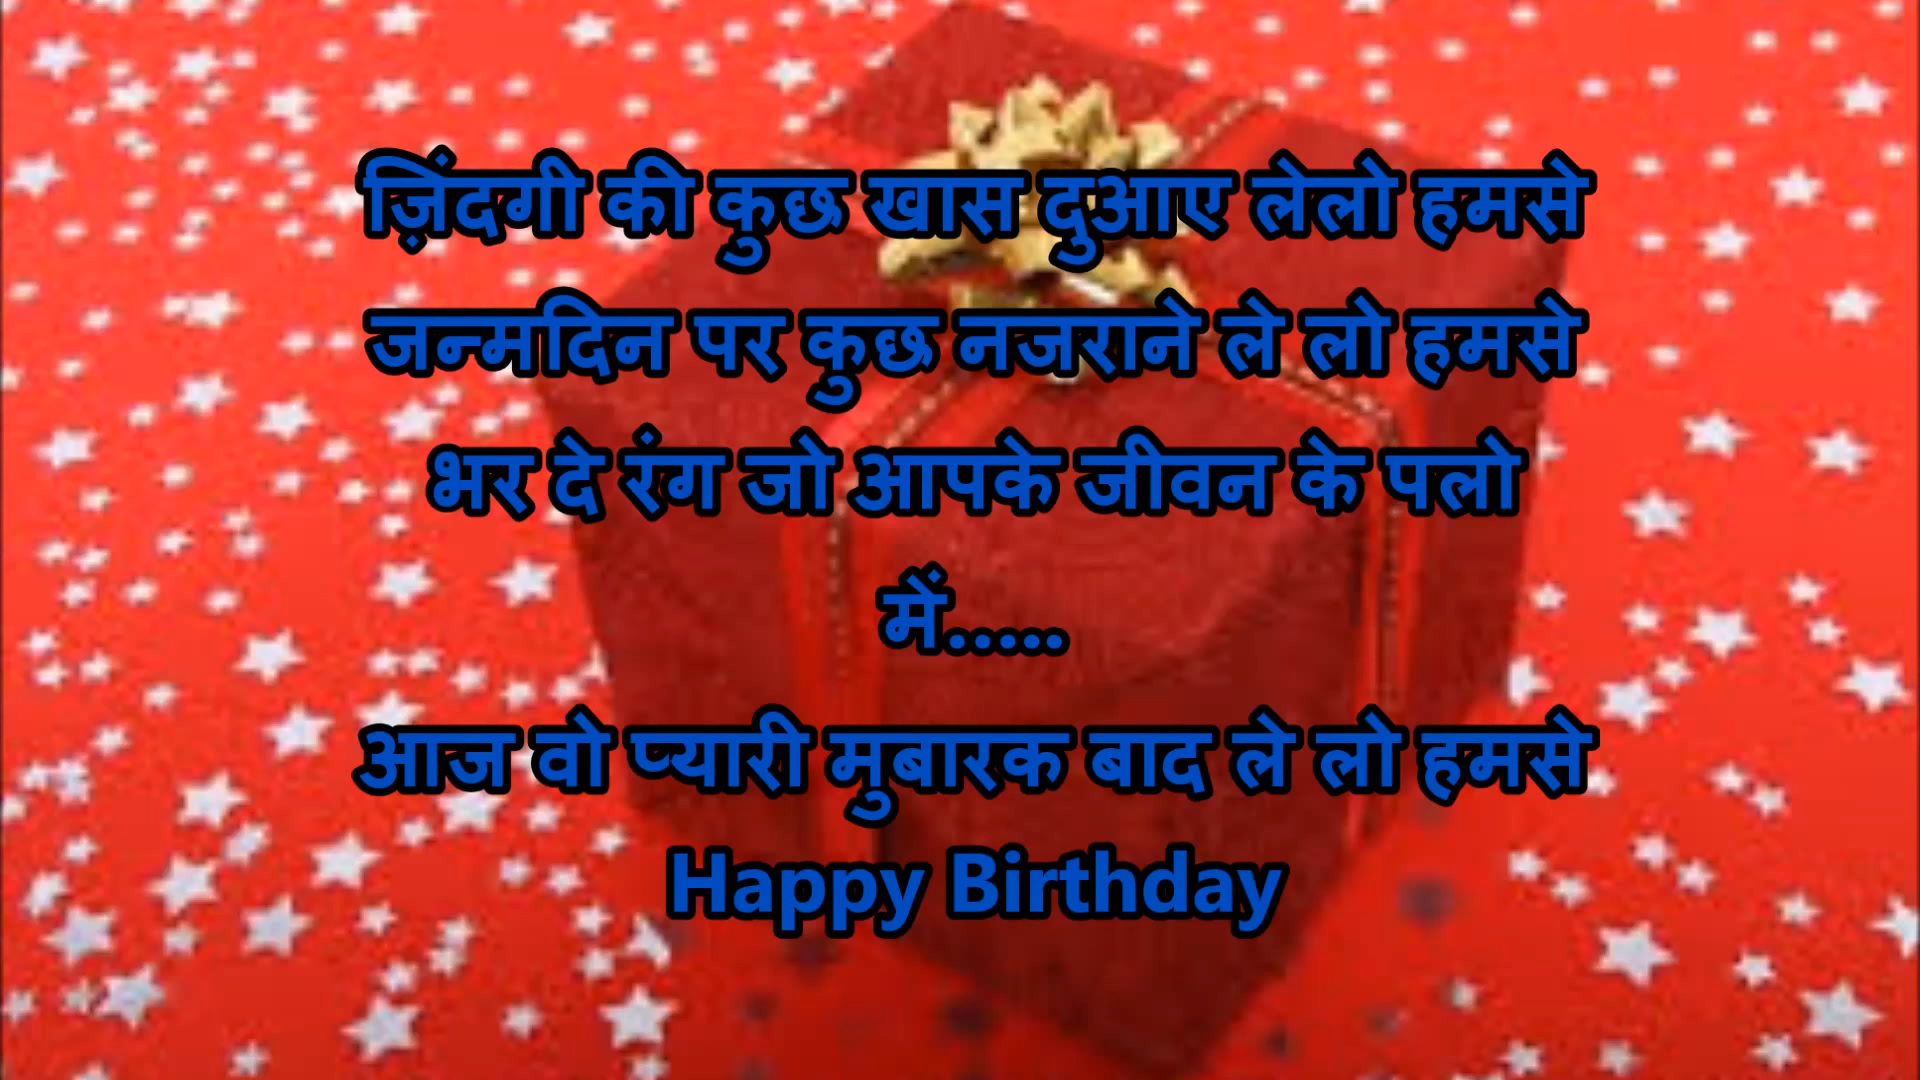 ज़िंदगी की कुछ खास दुआए लेलो हमसे
जन्मदिन पर कुछ नजराने ले लो हमसे
भर दे रंग जो आपके जीवन के पलो
में.....
आज वो प्यारी मुबारक बाद ले लो हमसे
Happy Birthday